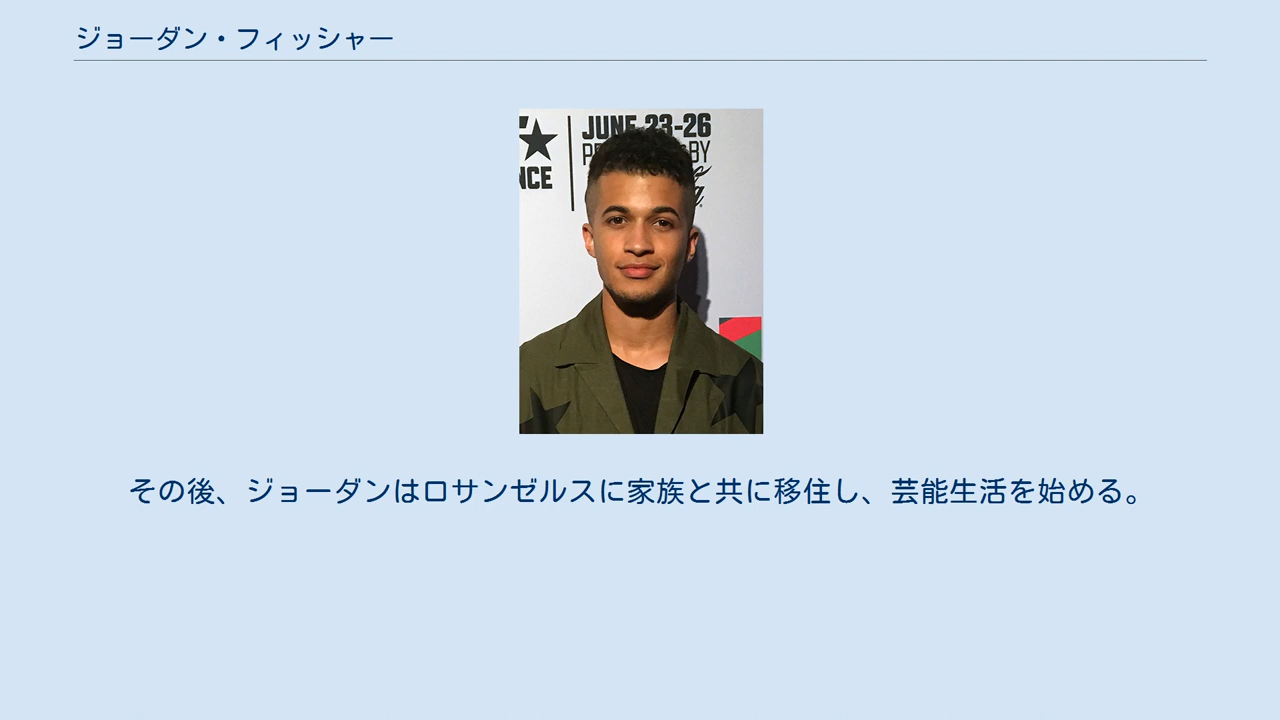 ジョーダン・フィッシャー
JUNE 23-26
NCE
BY
その後、ジョーダンはロサンゼルスに家族と共に移住し、芸能生活を始める。